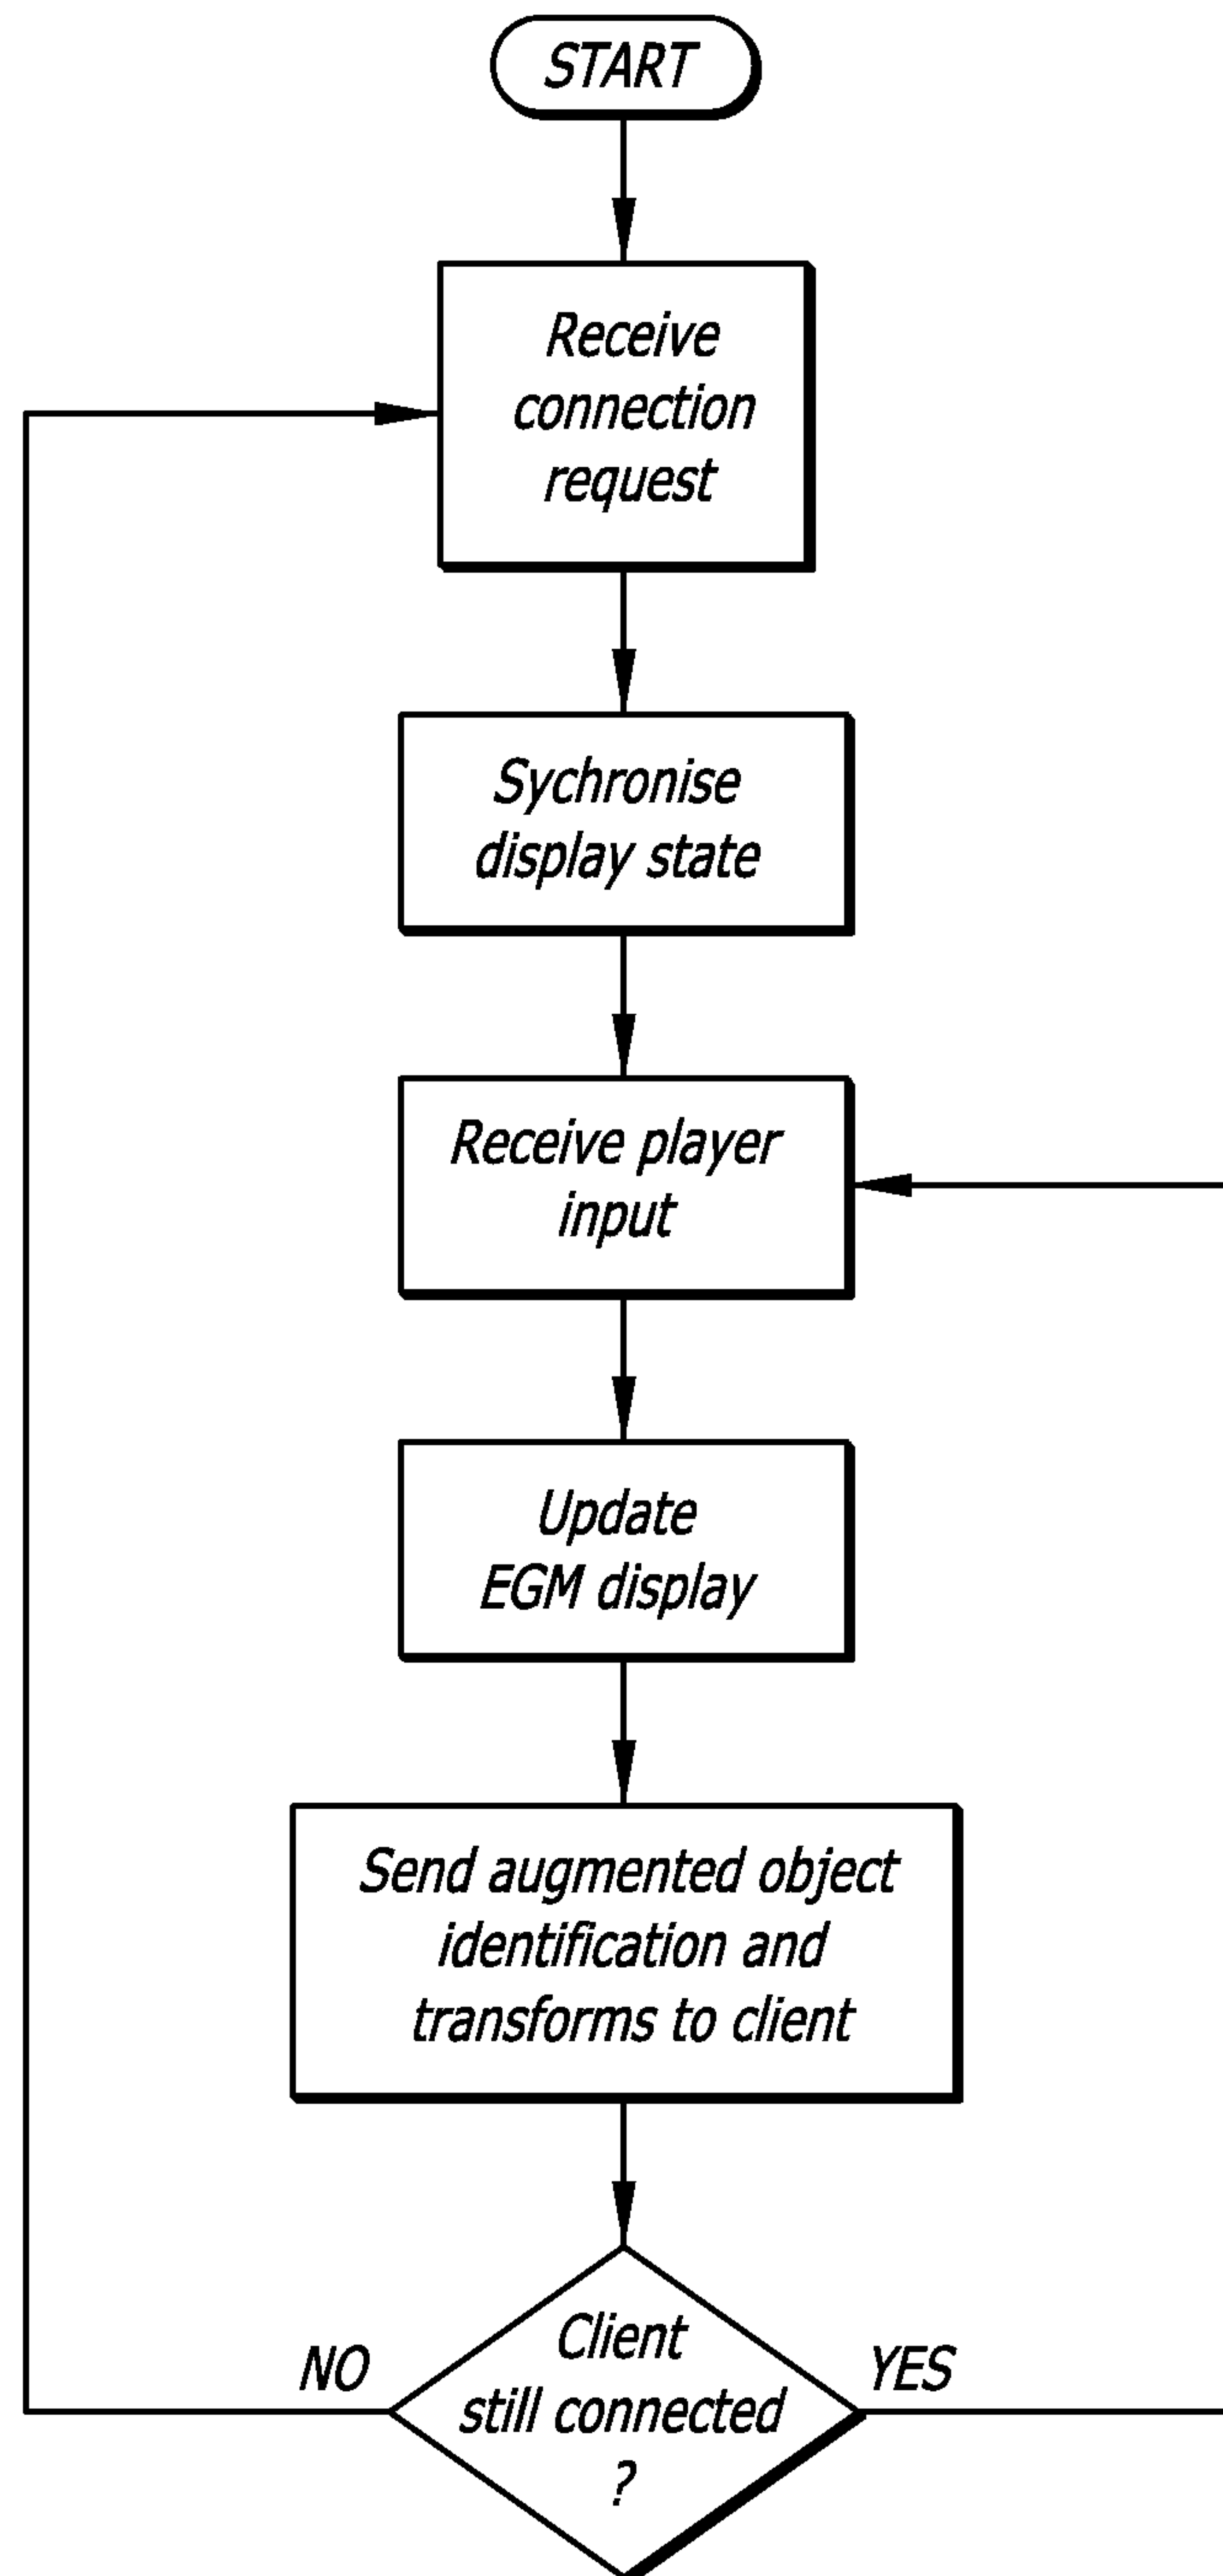 START
Receive
connection
request
Sychronise
display state
Receive player
input
Update
EGM display
Send augmented object
identification and
transforms to client
Client
still connected
?
NO
YES